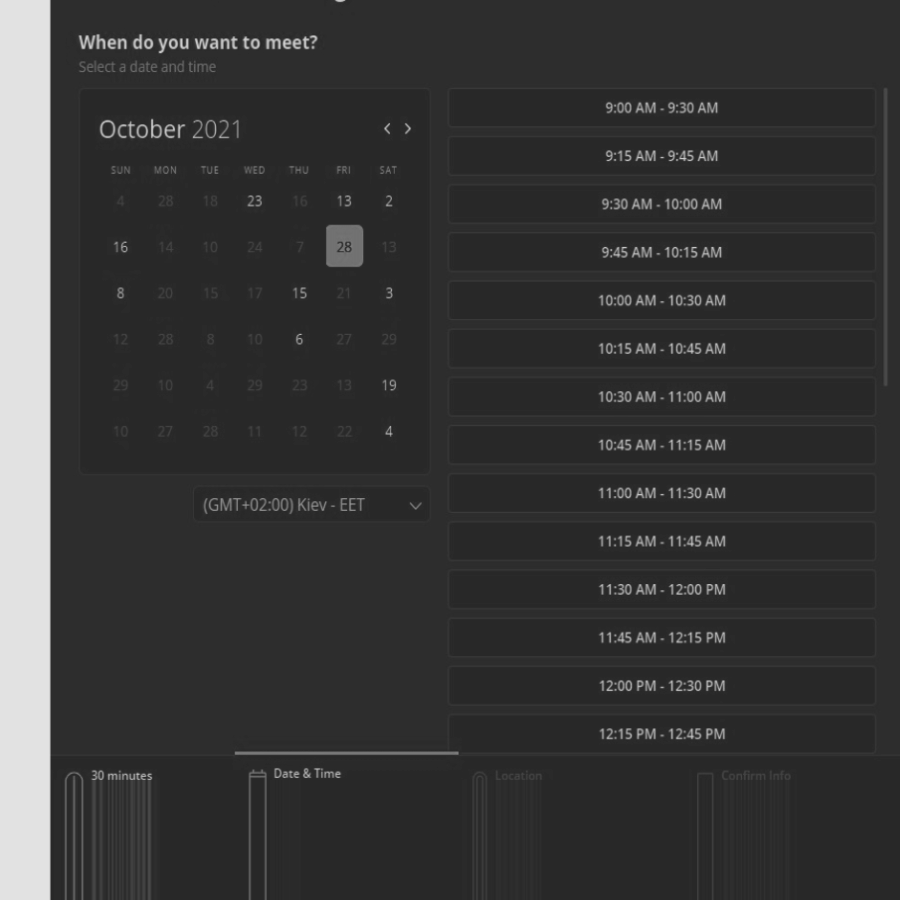 When do you want to meet?
Select a date and time
October 2021
SUN MON TUE WED THU FRI SAT
4 28 18 23 16 13 2
16 14 10 24 7 28 13
8 20 15 17 15 21 3
12 28 8 10 6 27 29
29 10 4 29 23 13 19
10 27 28 11 12 22 4
(GMT+02:00) Kiev - EET
9:00 AM - 9:30 AM
9:15 AM - 9:45 AM
9:30 AM - 10:00 AM
9:45 AM - 10:15 AM
10:00 AM - 10:30 AM
10:15 AM - 10:45 AM
10:30 AM - 11:00 AM
10:45 AM - 11:15 AM
11:00 AM - 11:30 AM
11:15 AM - 11:45 AM
11:30 AM - 12:00 PM
11:45 AM - 12:15 PM
12:00 PM - 12:30 PM
12:15 PM - 12:45 PM
30 minutes
Date & Time
Location
Confirm Info